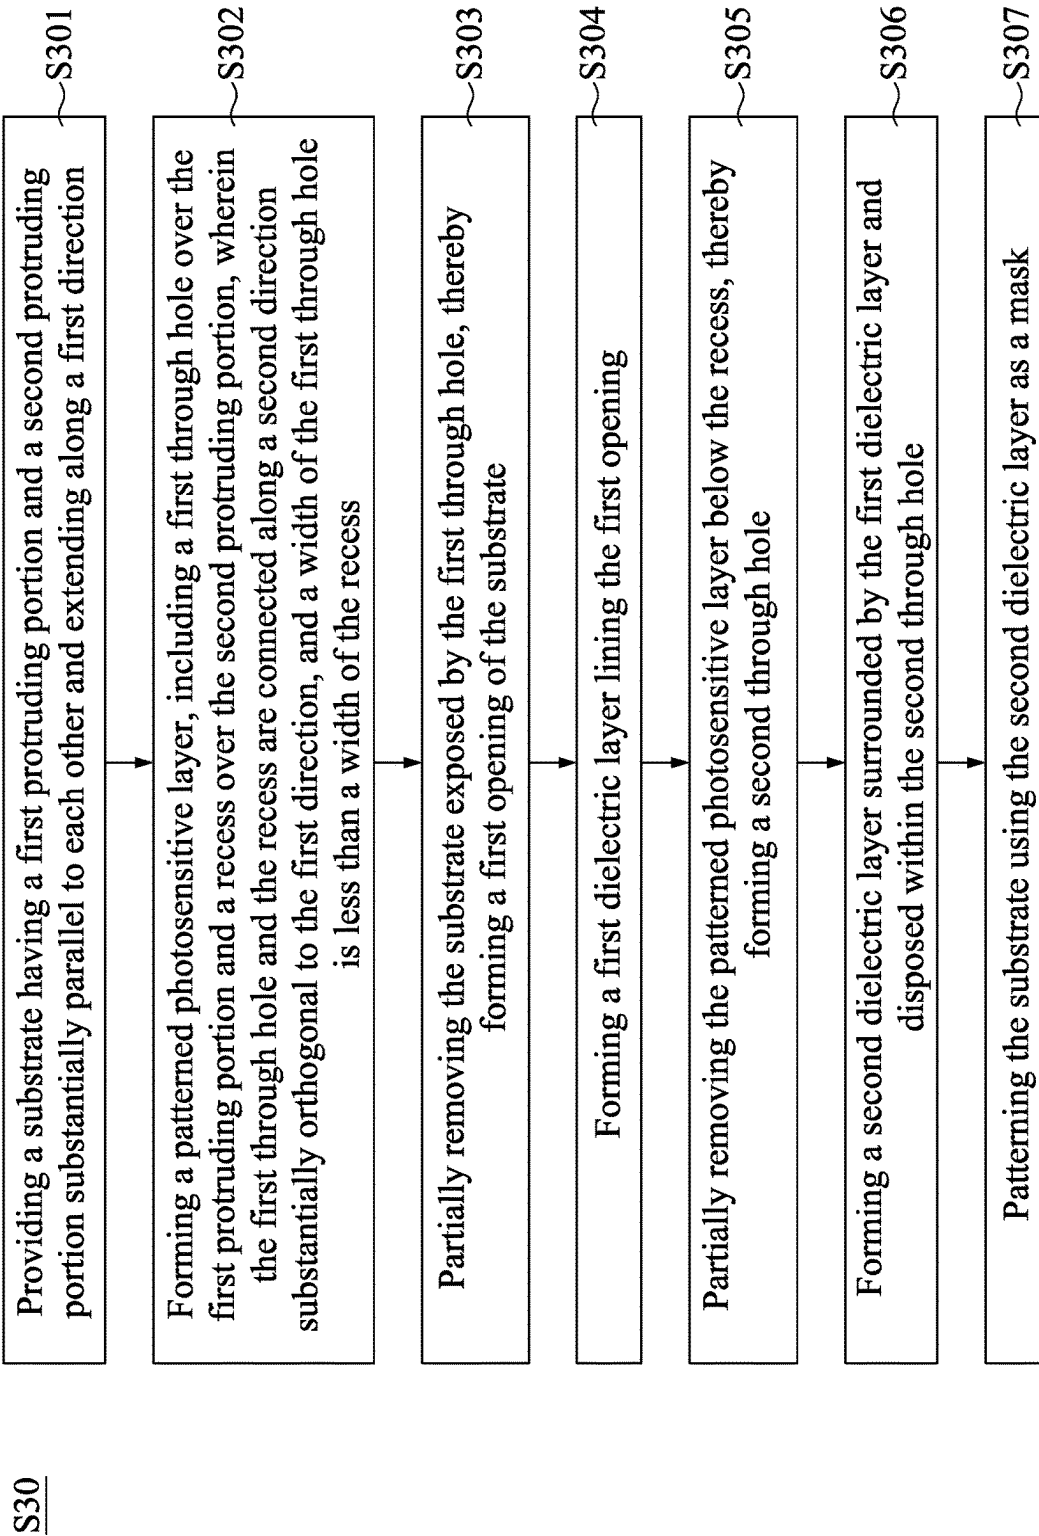 S30
Providing a substrate having a first protruding portion and a second protruding
portion substantially parallel to each other and extending along a first direction
S301
Forming a patterned photosensitive layer, including a first through hole over the
first protruding portion and a recess over the second protruding portion, wherein
the first through hole and the recess are connected along a second direction
substantially orthogonal to the first direction, and a width of the first through hole
is less than a width of the recess
S302
Partially removing the substrate exposed by the first through hole, thereby
forming a first opening of the substrate
S303
Forming a first dielectric layer lining the first opening
S304
Partially removing the patterned photosensitive layer below the recess, thereby
forming a second through hole
S305
Forming a second dielectric layer surrounded by the first dielectric layer and
disposed within the second through hole
S306
Patterning the substrate using the second dielectric layer as a mask
S307